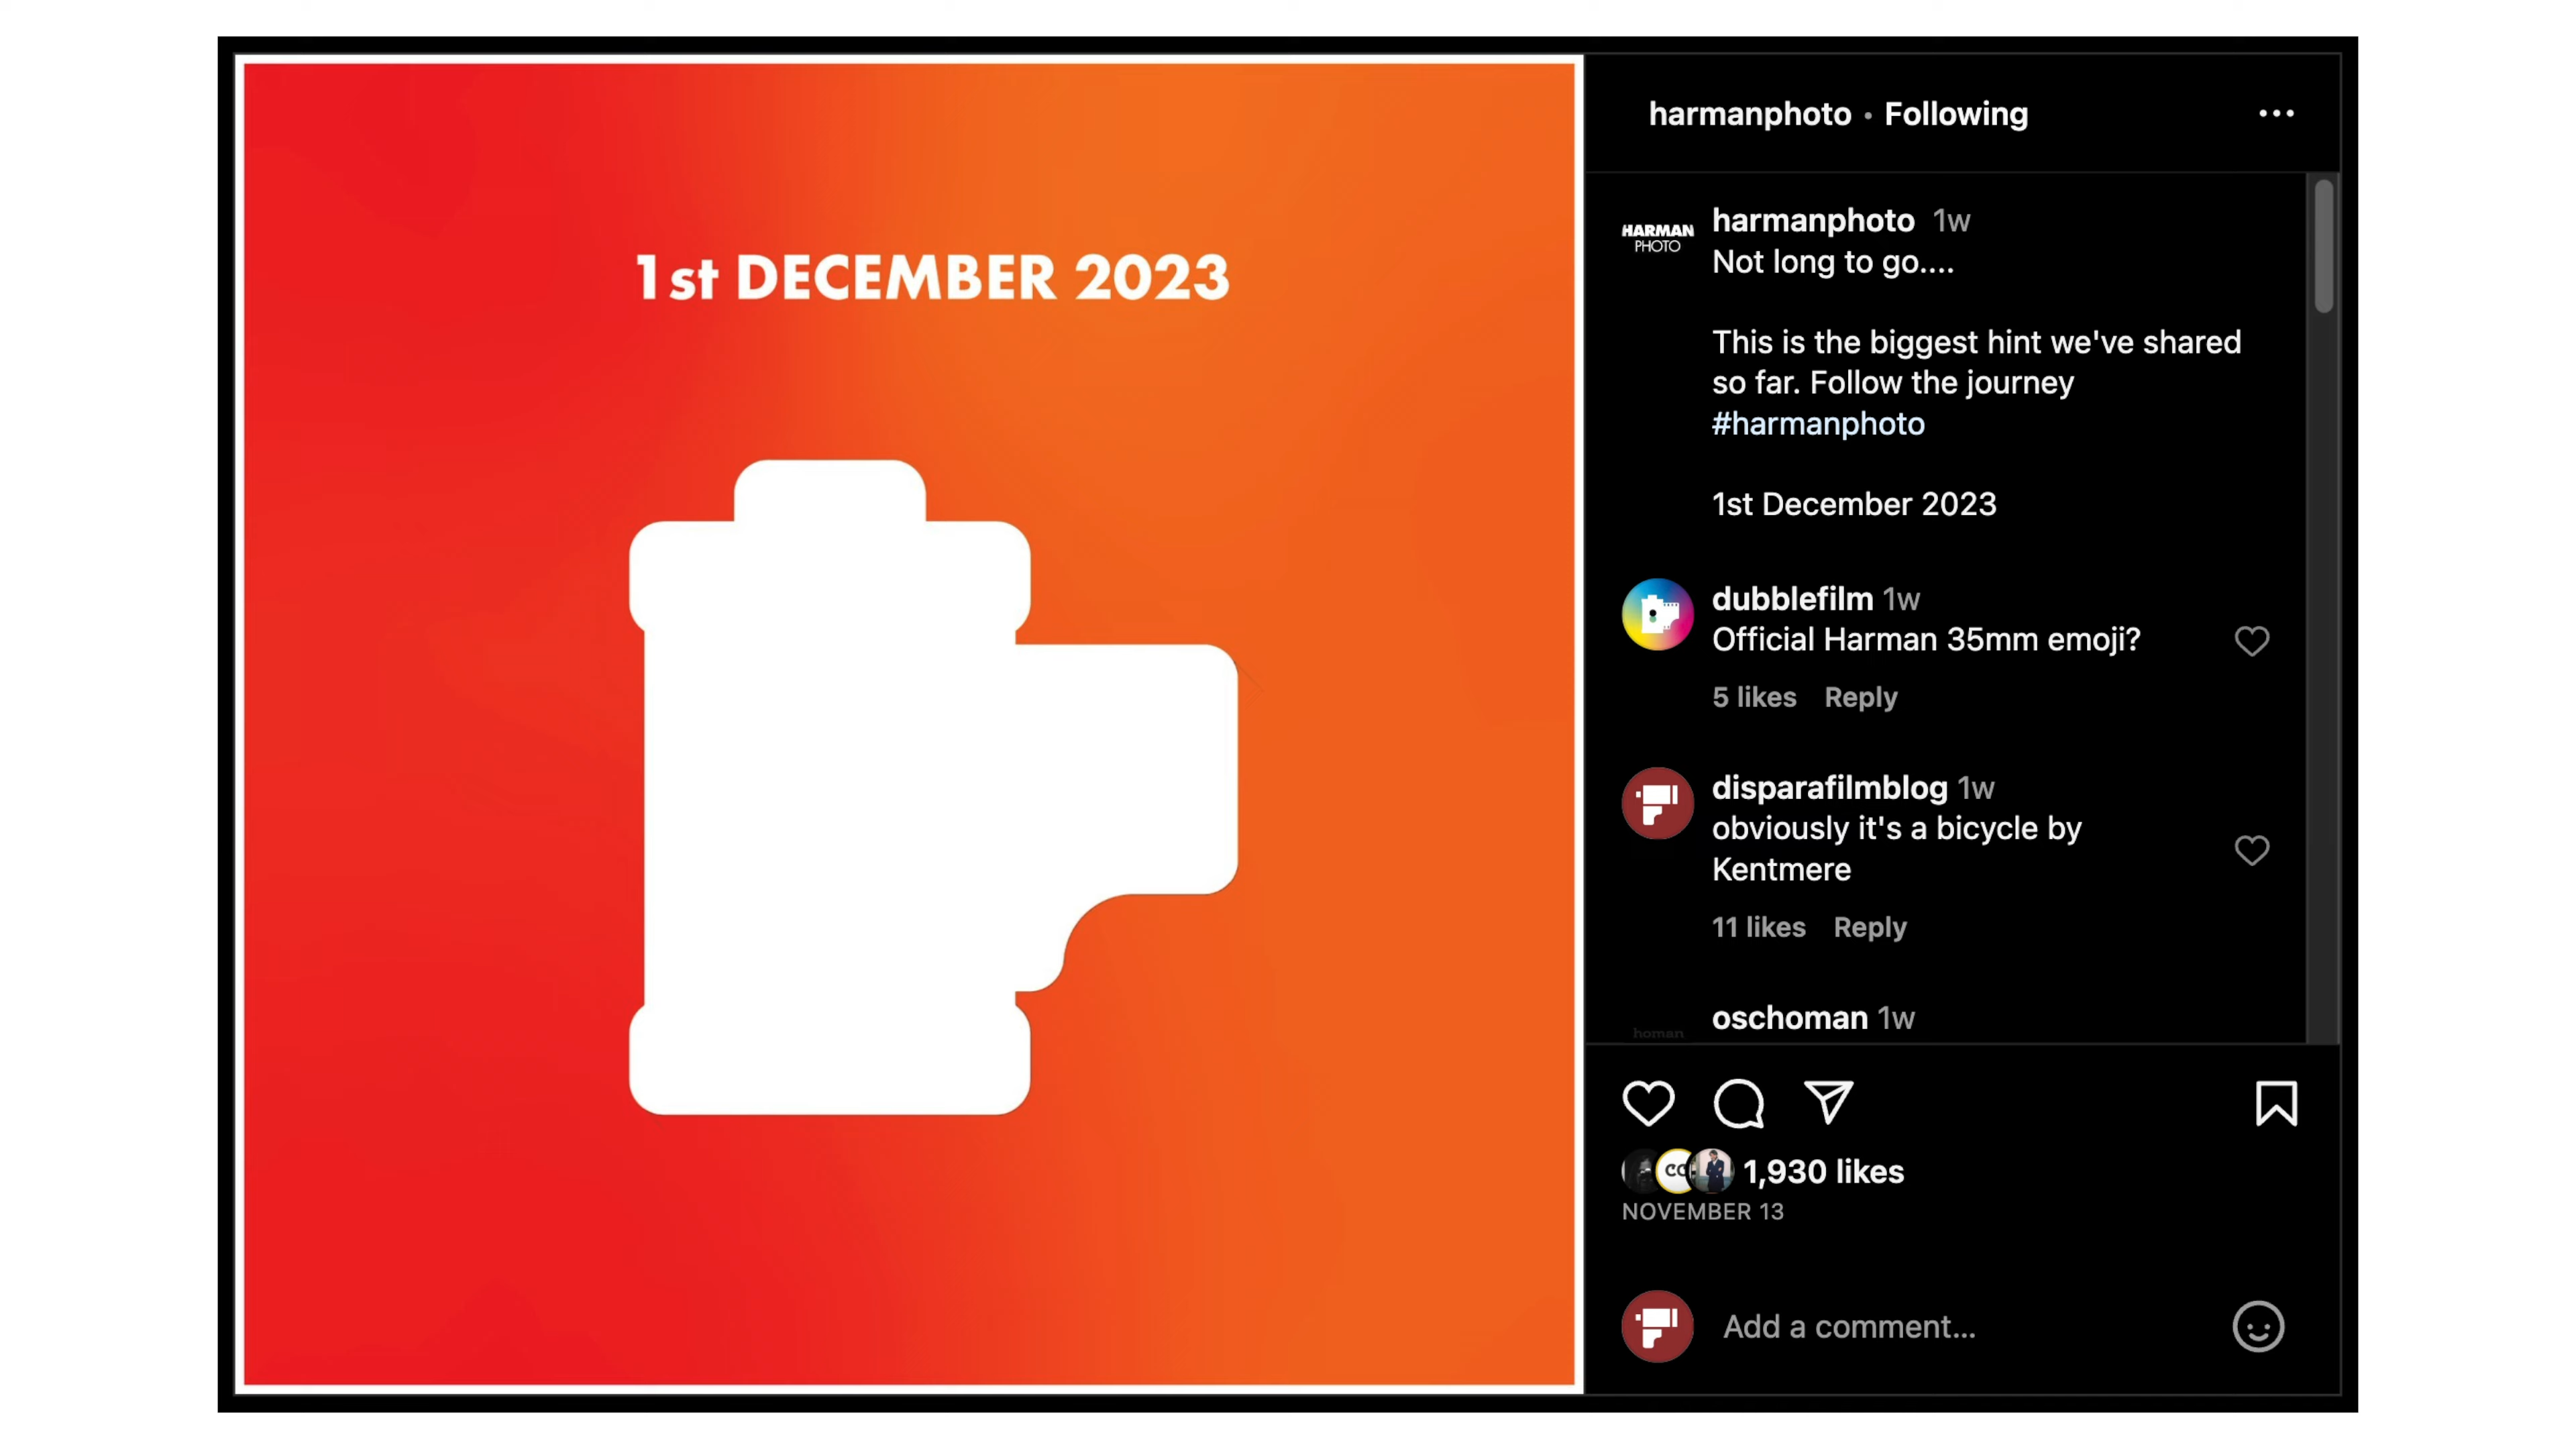 1st DECEMBER 2023
harmanphoto • Following
HARMAN
PHOTO
harmanphoto 1w
Not long to go....
This is the biggest hint we've shared
so far. Follow the journey
#harmanphoto
1st December 2023
dubblefilm 1w
Official Harman 35mm emoji?
5 likes Reply
disparafilmblog 1w
obviously it's a bicycle by
Kentmere
11 likes Reply
oschoman 1w
homan
1,930 likes
NOVEMBER 13
Add a comment...